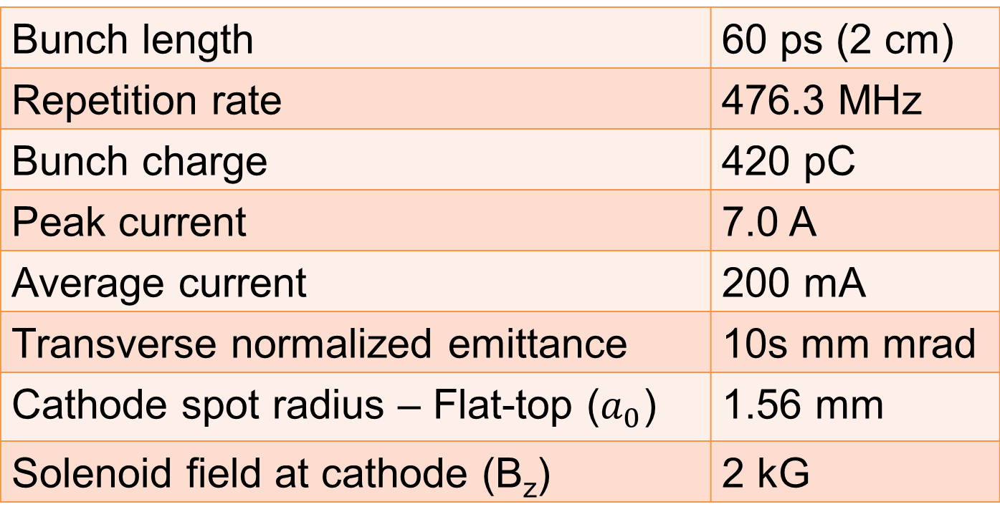 Bunch length 60 ps (2 cm)
Repetition rate 476.3 MHz
Bunch charge 420 pC
Peak current 7.0 A
Average current 200 mA
Transverse normalized emittance 10s mm mrad
Cathode spot radius – Flat-top (𝑎₀) 1.56 mm
Solenoid field at cathode (B_z) 2 kG